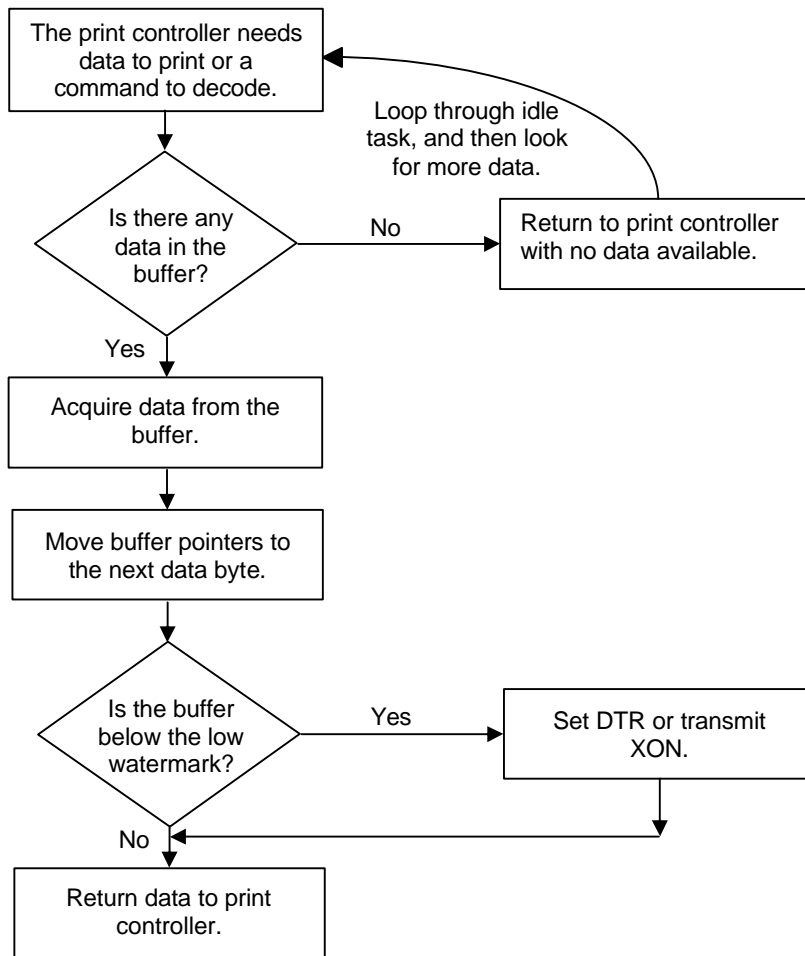 The print controller needs
data to print or a
command to decode.
Loop through idle
task, and then look
for more data.
Is there any
data in the
buffer?
No
Return to print controller
with no data available.
Yes
Acquire data from the
buffer.
Move buffer pointers to
the next data byte.
Is the buffer
below the low
watermark?
Yes
Set DTR or transmit
XON.
No
Return data to print
controller.